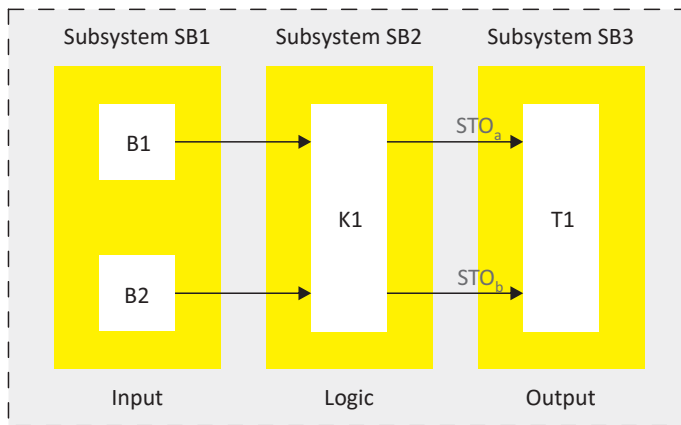 Subsystem SB1
Subsystem SB2
Subsystem SB3
B1
STOa
K1
T1
B2
STOb
Input
Logic
Output